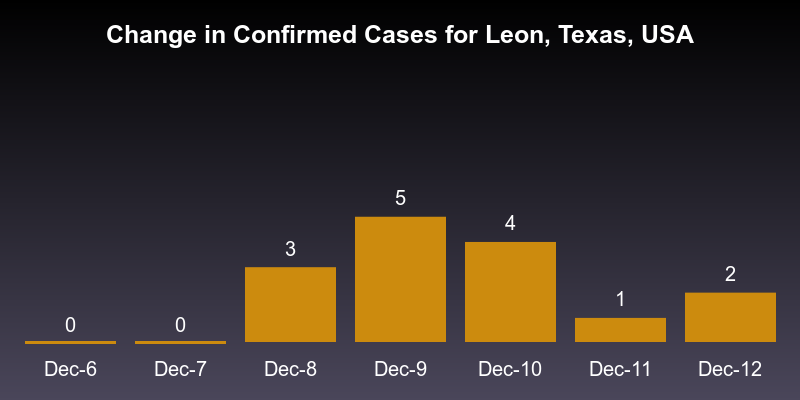 Change in Confirmed Cases for Leon, Texas, USA
0 0 3 5 4 1 2
Dec-6 Dec-7 Dec-8 Dec-9 Dec-10 Dec-11 Dec-12